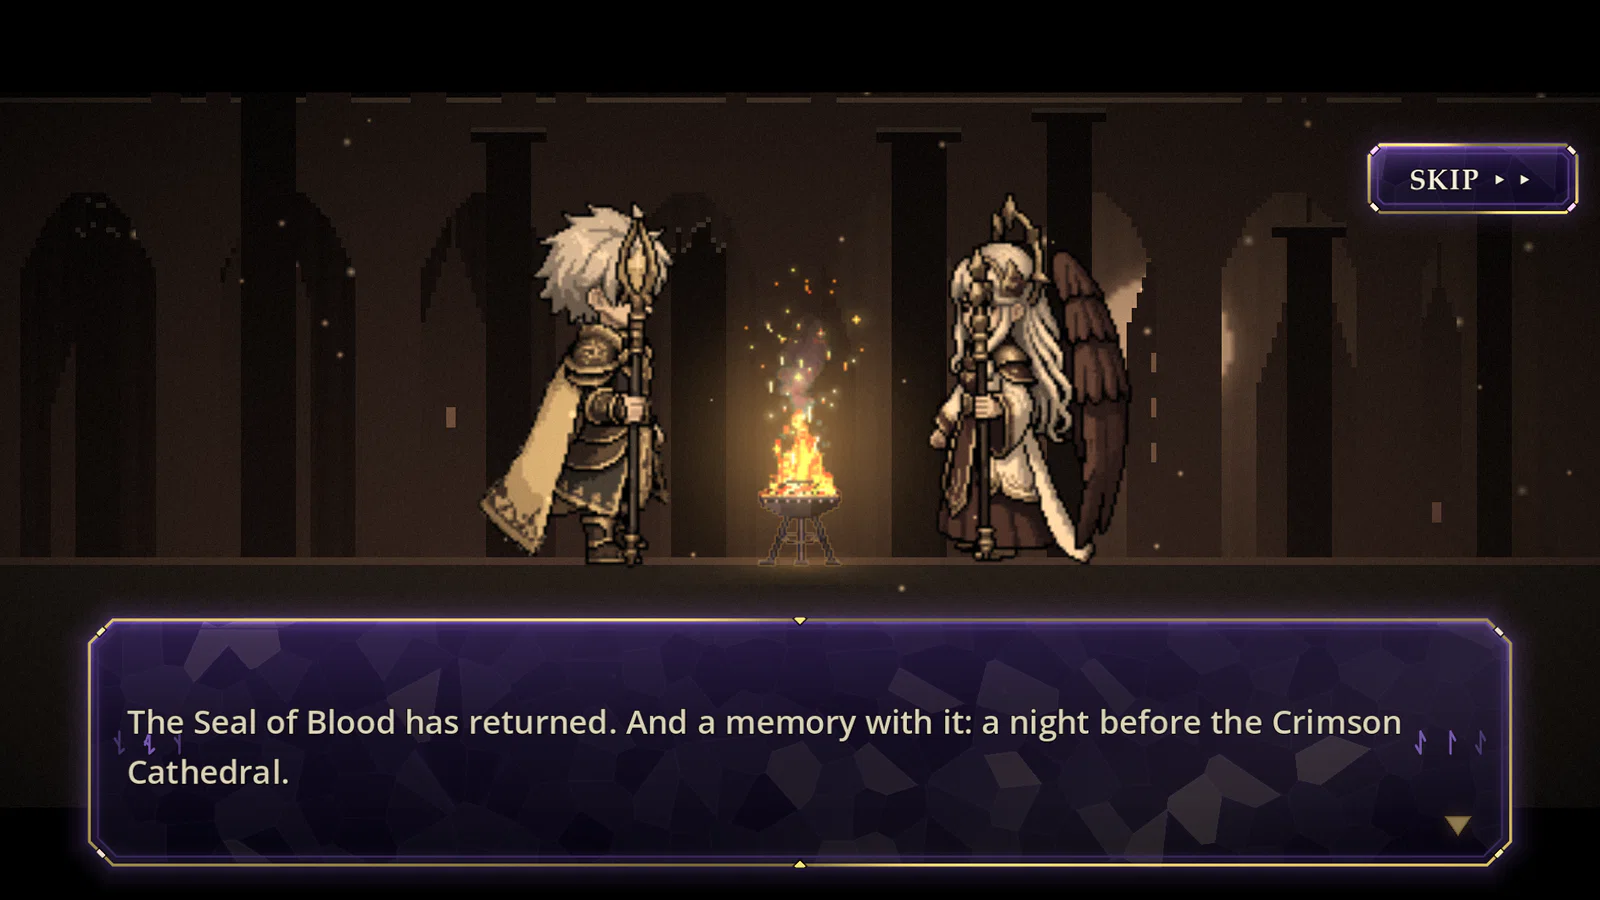 SKIP
The Seal of Blood has returned. And a memory with it: a night before the Crimson
Cathedral.